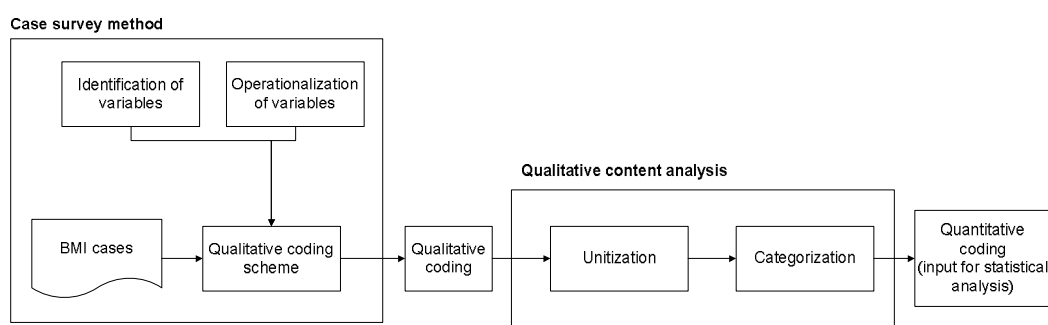 Case survey method
Identification of
variables
Operationalization
of variables
Qualitative content analysis
BMI cases
Qualitative coding
scheme
Qualitative
coding
Unitization
Categorization
Quantitative
coding
(input for statistical
analysis)